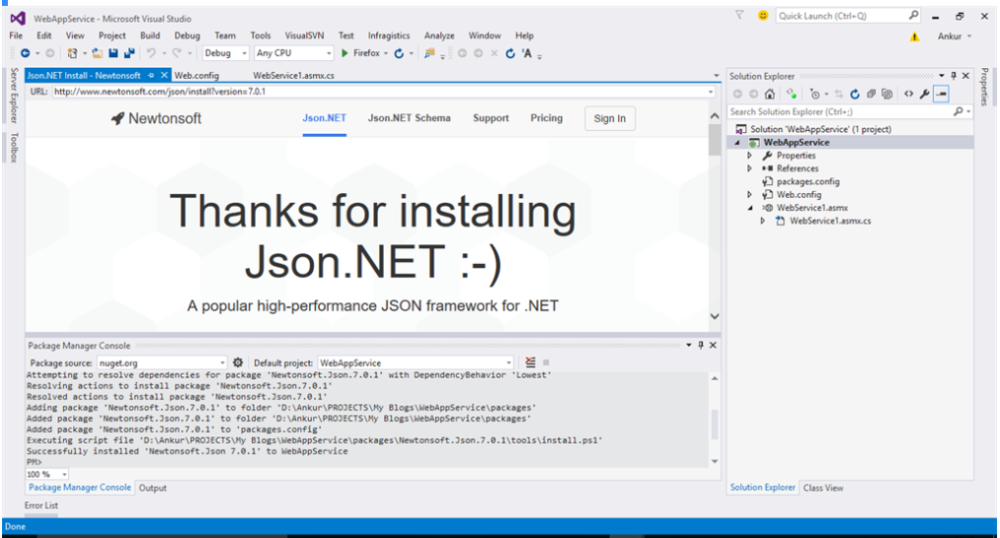 WebAppService - Microsoft Visual Studio
Quick Launch (Ctrl+Q)
File Edit View Project Build Debug Team Tools VisualSVN Test Infragistics Analyze Window Help
Ankur
Debug Any CPU Firefox
Server Explorer
Toolbox
Json.NET Install - Newtonsoft Web.config WebService1.asmx.cs
URL: http://www.newtonsoft.com/json/install?version=7.0.1
Newtonsoft Json.NET Json.NET Schema Support Pricing Sign In
Thanks for installing
Json.NET :-)
A popular high-performance JSON framework for .NET
Package Manager Console
Package source: nuget.org Default project: WebAppService
Attempting to resolve dependencies for package 'Newtonsoft.Json.7.0.1' with DependencyBehavior 'Lowest'
Resolving actions to install package 'Newtonsoft.Json.7.0.1'
Resolved actions to install package 'Newtonsoft.Json.7.0.1'
Adding package 'Newtonsoft.Json.7.0.1' to folder 'D:\Ankur\PROJECTS\My Blogs\WebAppService\packages'
Added package 'Newtonsoft.Json.7.0.1' to folder 'D:\Ankur\PROJECTS\My Blogs\WebAppService\packages'
Added package 'Newtonsoft.Json.7.0.1' to 'packages.config'
Executing script file 'D:\Ankur\PROJECTS\My Blogs\WebAppService\packages\Newtonsoft.Json.7.0.1\tools\install.ps1'
Successfully installed 'Newtonsoft.Json 7.0.1' to WebAppService
PM>
100 %
Package Manager Console Output
Error List
Done
Solution Explorer
Search Solution Explorer (Ctrl+;)
Solution 'WebAppService' (1 project)
WebAppService
Properties
References
packages.config
Web.config
WebService1.asmx
WebService1.asmx.cs
Solution Explorer Class View
Properties